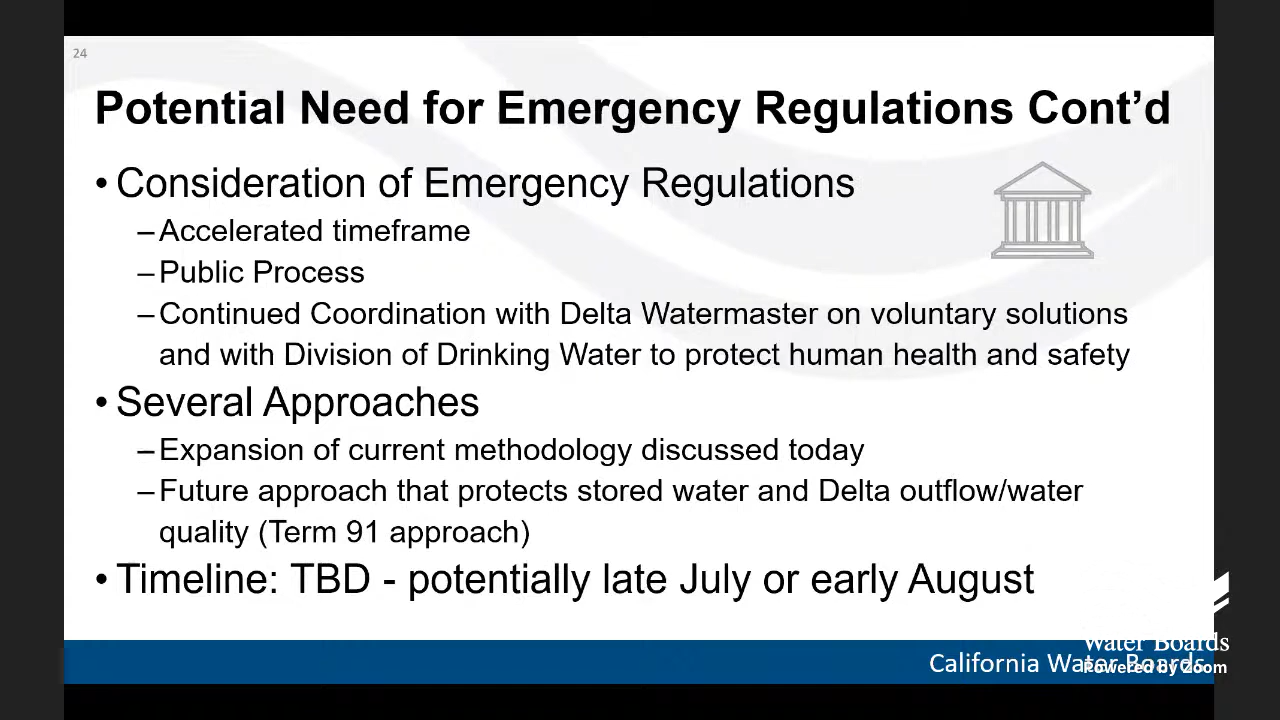 24
Potential Need for Emergency Regulations Cont’d
• Consideration of Emergency Regulations
– Accelerated timeframe
– Public Process
– Continued Coordination with Delta Watermaster on voluntary solutions
and with Division of Drinking Water to protect human health and safety
• Several Approaches
– Expansion of current methodology discussed today
– Future approach that protects stored water and Delta outflow/water
quality (Term 91 approach)
• Timeline: TBD - potentially late July or early August
Water Boards
California Water Boards
Powered by Zoom